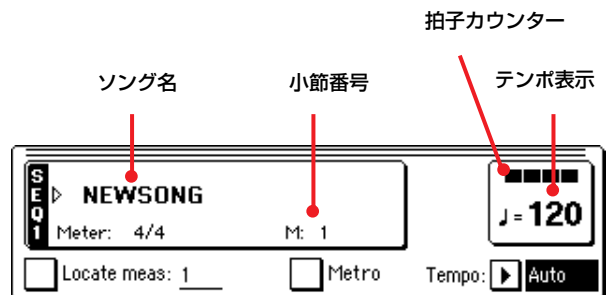 拍子カウンター
ソング名 小節番号 テンポ表示
SEQ1
NEWSONG
Meter: 4/4 M: 1
♩=120
Locate meas: 1 Metro Tempo: Auto